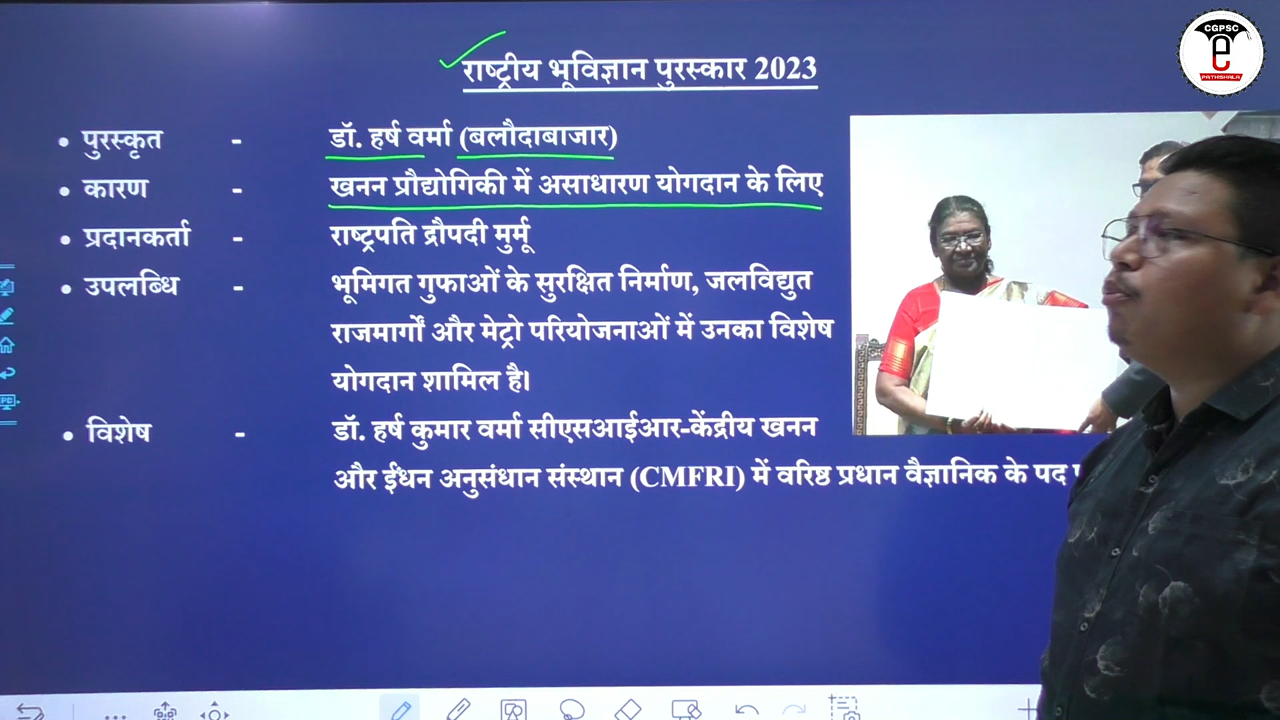 CGPSC
e
PATHSHALA
राष्ट्रीय भूविज्ञान पुरस्कार 2023
• पुरस्कृत - डॉ. हर्ष वर्मा (बलौदाबाजार)
• कारण - खनन प्रौद्योगिकी में असाधारण योगदान के लिए
• प्रदानकर्ता - राष्ट्रपति द्रौपदी मुर्मू
• उपलब्धि - भूमिगत गुफाओं के सुरक्षित निर्माण, जलविद्युत
राजमार्गों और मेट्रो परियोजनाओं में उनका विशेष
योगदान शामिल है।
• विशेष - डॉ. हर्ष कुमार वर्मा सीएसआईआर-केंद्रीय खनन
और ईधन अनुसंधान संस्थान (CMFRI) में वरिष्ठ प्रधान वैज्ञानिक के पद